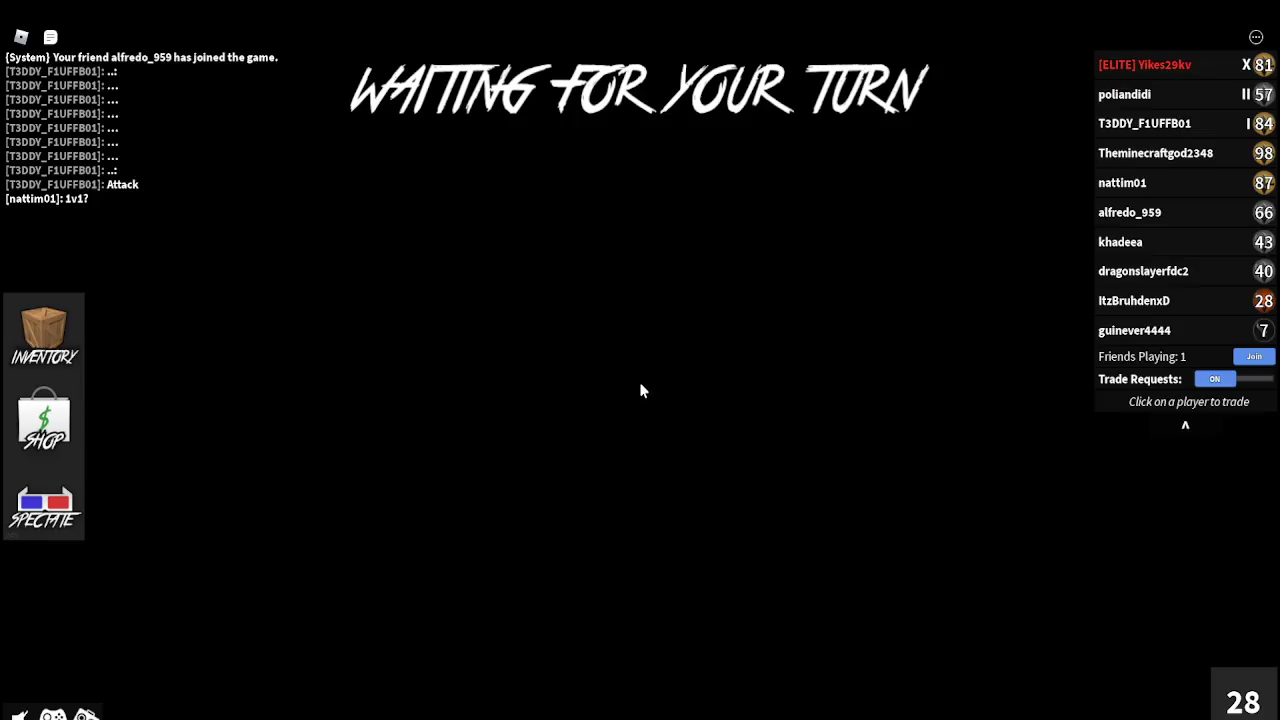 {System} Your friend alfredo_959 has joined the game.
[T3DDY_F1UFFB01]: ..:
[T3DDY_F1UFFB01]: ...
[T3DDY_F1UFFB01]: ...
[T3DDY_F1UFFB01]: ...
[T3DDY_F1UFFB01]: ...
[T3DDY_F1UFFB01]: ...
[T3DDY_F1UFFB01]: ...
[T3DDY_F1UFFB01]: ..:
[T3DDY_F1UFFB01]: Attack
[nattim01]: 1v1?
WAITING FOR YOUR TURN
[ELITE] Yikes29kv X 81
poliandidi II 57
T3DDY_F1UFFB01 I 84
Theminecraftgod2348 98
nattim01 87
alfredo_959 66
khadeea 43
dragonslayerfdc2 40
ItzBruhdenxD 28
guinever4444 7
Friends Playing: 1 Join
Trade Requests: ON
Click on a player to trade
INVENTORY
$
SHOP
SPECTATE
28